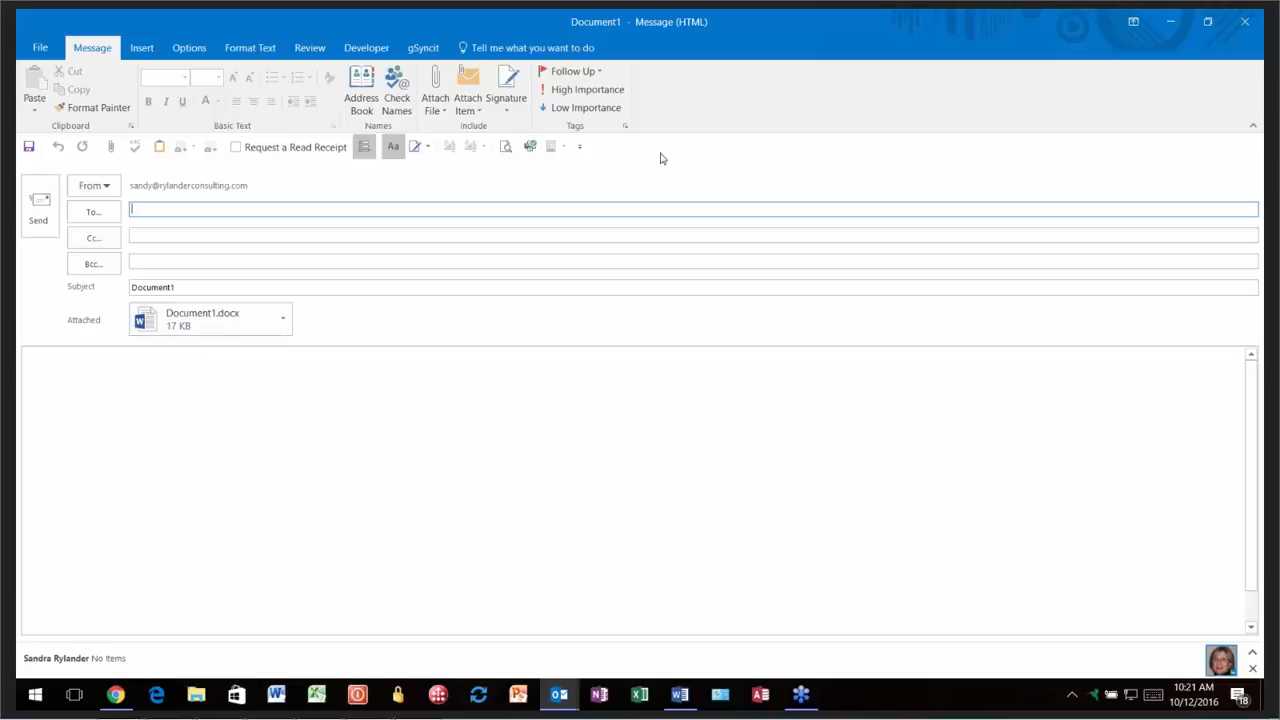 Document1 - Message (HTML)
File Message Insert Options Format Text Review Developer gSyncit Tell me what you want to do
Paste
Cut
Copy
Format Painter
Clipboard
B I U A
Basic Text
Address Book
Check Names
Names
Attach File
Attach Item
Signature
Include
Follow Up
High Importance
Low Importance
Tags
Request a Read Receipt Aa
Send
From sandy@rylanderconsulting.com
To...
Cc...
Bcc...
Subject Document1
Attached Document1.docx
17 KB
Sandra Rylander No Items
10:21 AM
10/12/2016
18